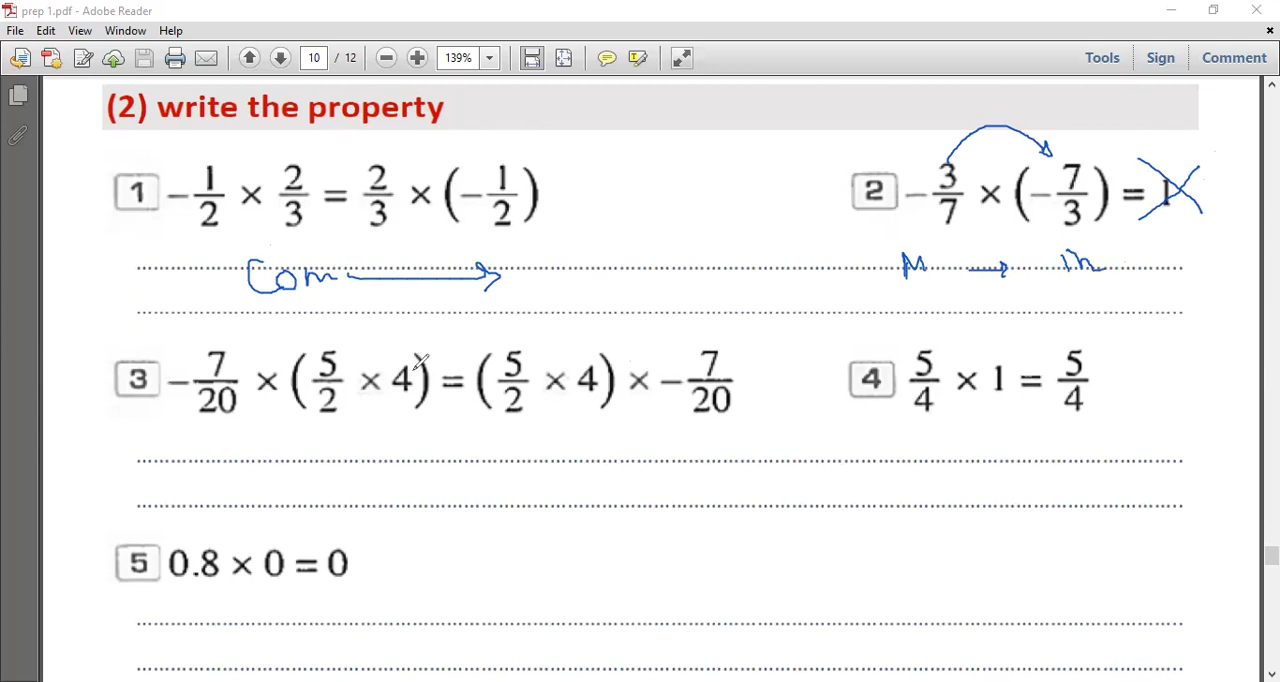 prep 1.pdf - Adobe Reader
File Edit View Window Help
10 / 12 139% Tools Sign Comment
(2) write the property
1 -1/2 × 2/3 = 2/3 × (-1/2)
2 -3/7 × (-7/3) = 1
Com
M → in
3 -7/20 × (5/2 × 4) = (5/2 × 4) × -7/20
4 5/4 × 1 = 5/4
5 0.8 × 0 = 0